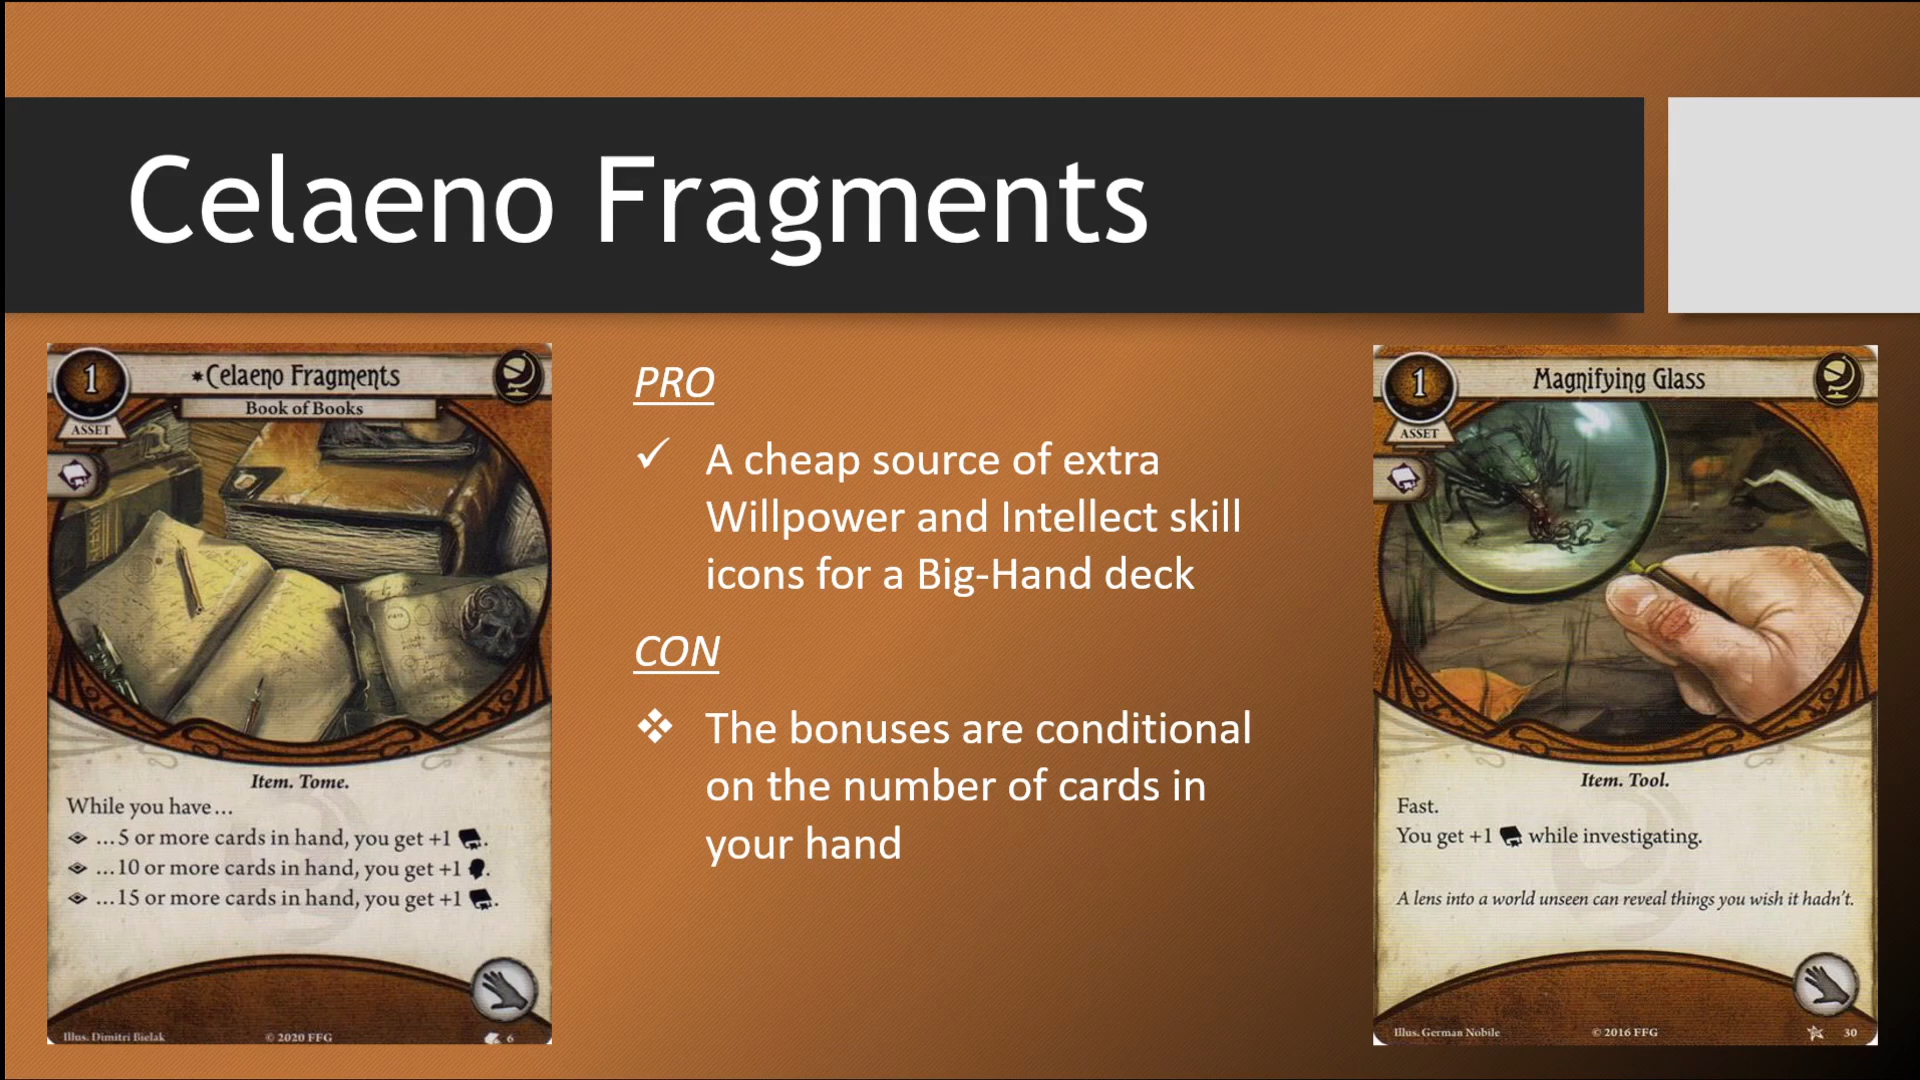 Celaeno Fragments
1
✶Celaeno Fragments
Book of Books
ASSET
Item. Tome.
While you have…
…5 or more cards in hand, you get +1 .
…10 or more cards in hand, you get +1 .
…15 or more cards in hand, you get +1 .
Illus. Dimitri Bielak
© 2020 FFG
6
PRO
✓ A cheap source of extra
Willpower and Intellect skill
icons for a Big-Hand deck
CON
❖ The bonuses are conditional
on the number of cards in
your hand
1
Magnifying Glass
ASSET
Item. Tool.
Fast.
You get +1 while investigating.
A lens into a world unseen can reveal things you wish it hadn't.
Illus. German Nobile
© 2016 FFG
30